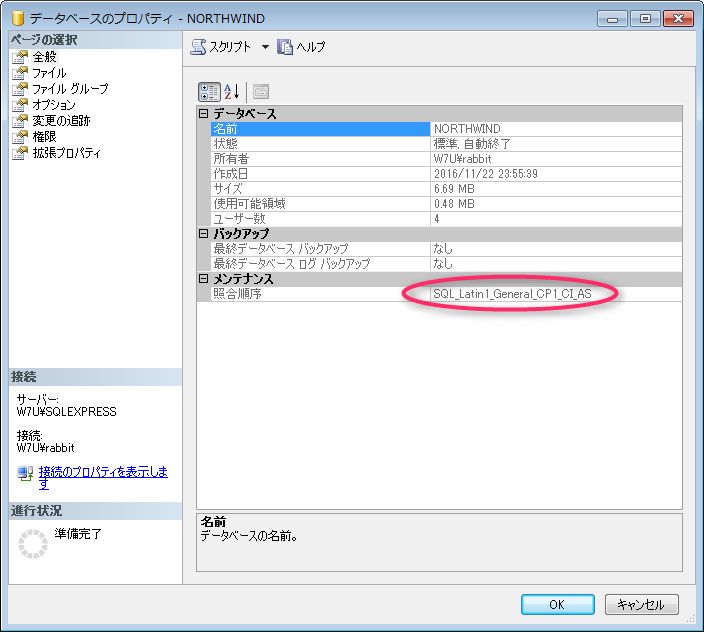 データベースのプロパティ - NORTHWIND
ページの選択
全般
ファイル
ファイル グループ
オプション
変更の追跡
権限
拡張プロパティ
スクリプト
ヘルプ
データベース
名前 NORTHWIND
状態 標準, 自動終了
所有者 W7U¥rabbit
作成日 2016/11/22 23:55:39
サイズ 6.69 MB
使用可能領域 0.48 MB
ユーザー数 4
バックアップ
最終データベース バックアップ なし
最終データベース ログ バックアップ なし
メンテナンス
照合順序 SQL_Latin1_General_CP1_CI_AS
接続
サーバー:
W7U¥SQLEXPRESS
接続:
W7U¥rabbit
接続のプロパティを表示しま
す
進行状況
準備完了
名前
データベースの名前。
OK
キャンセル